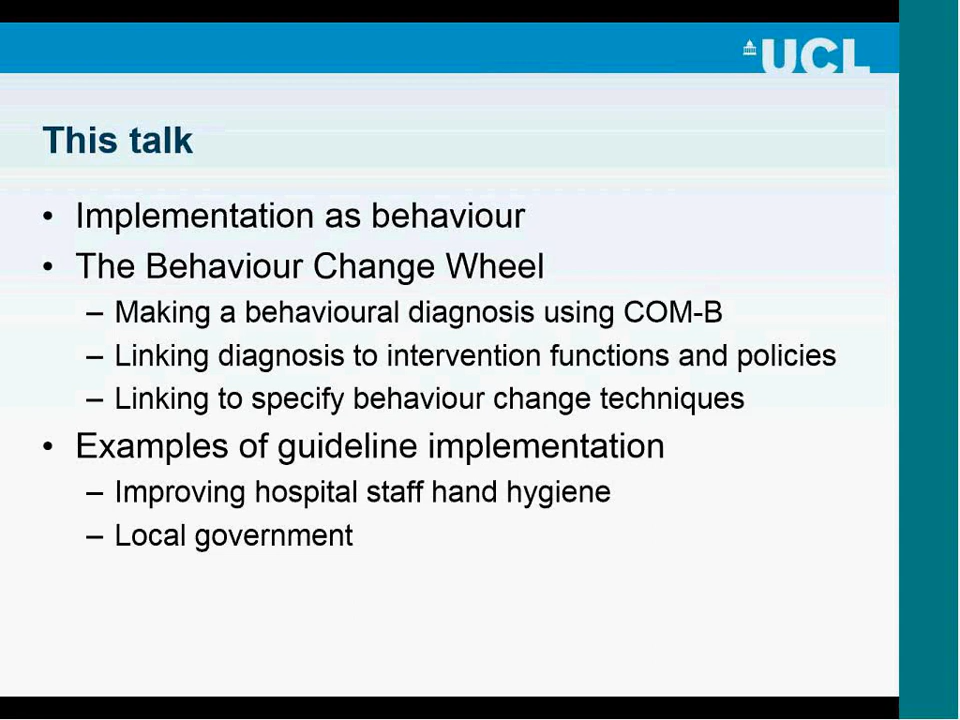 UCL
This talk
• Implementation as behaviour
• The Behaviour Change Wheel
– Making a behavioural diagnosis using COM-B
– Linking diagnosis to intervention functions and policies
– Linking to specify behaviour change techniques
• Examples of guideline implementation
– Improving hospital staff hand hygiene
– Local government